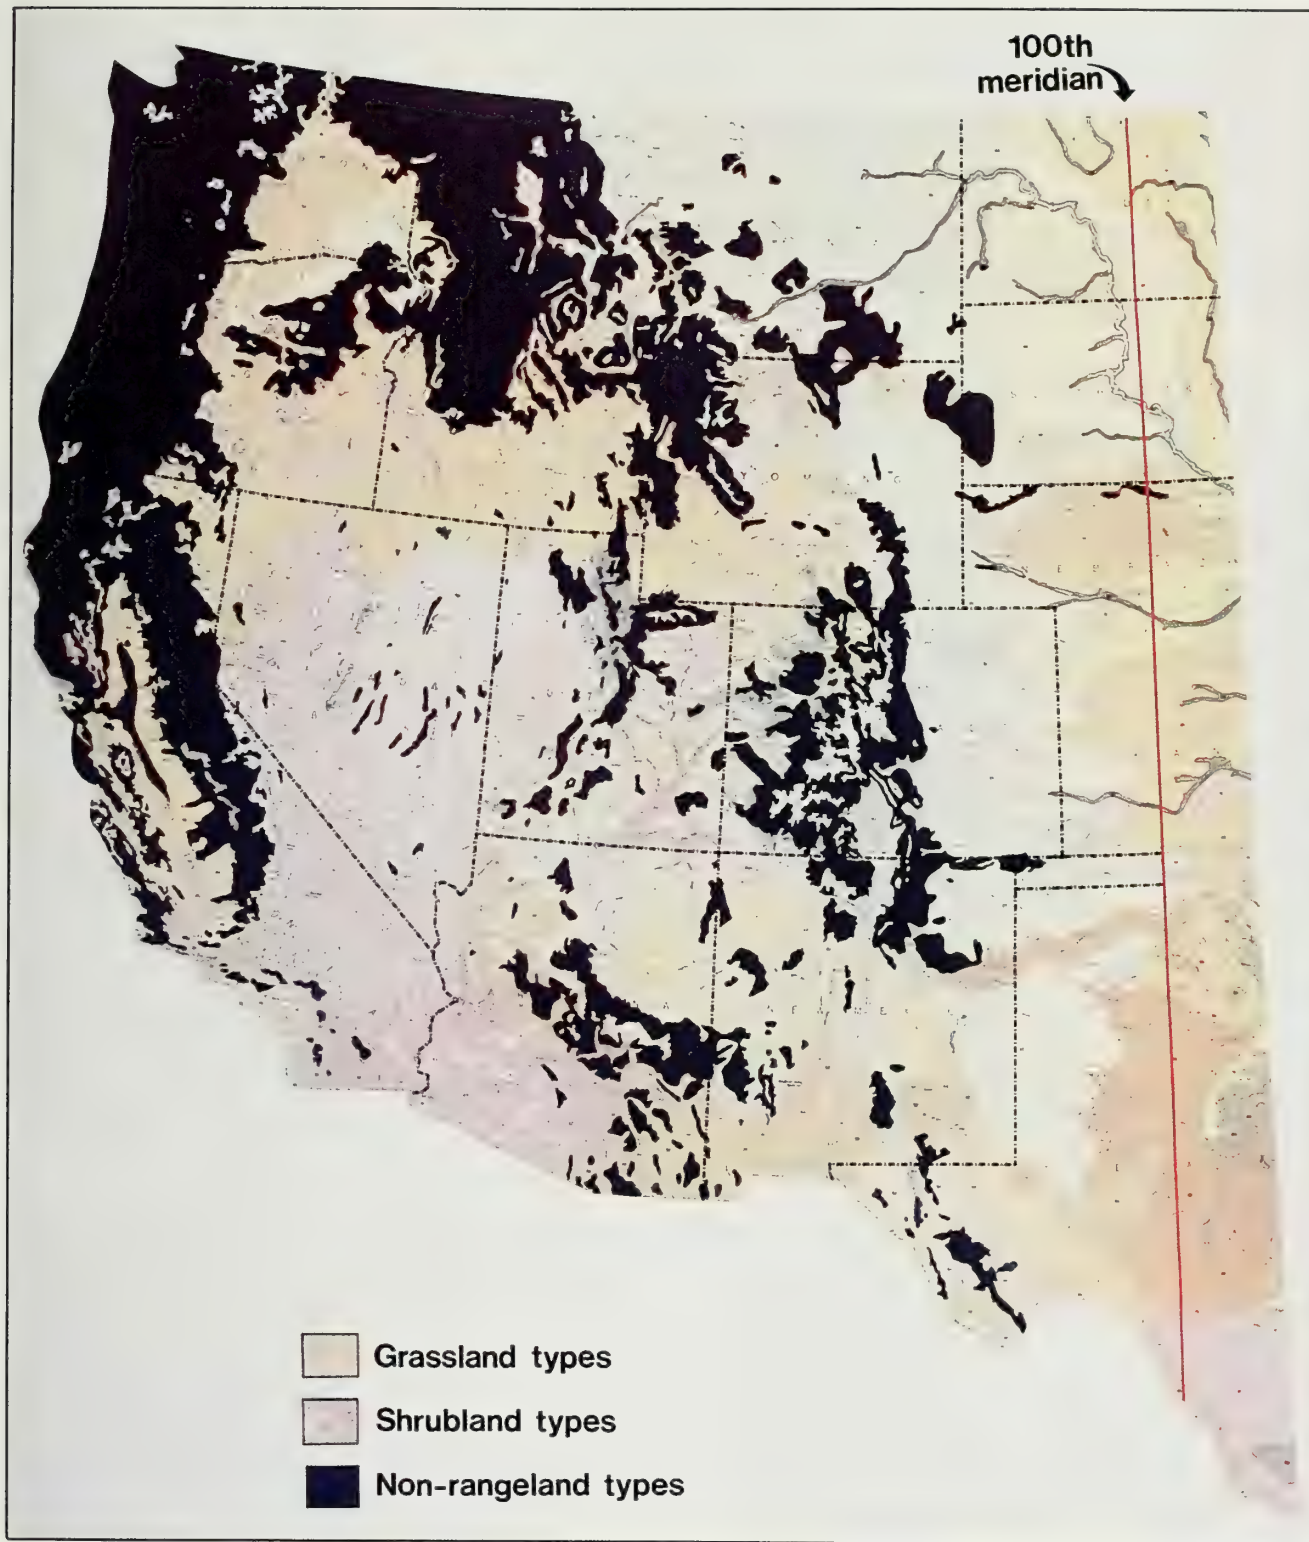 100th
meridian
Grassland types
Shrubland types
Non-rangeland types